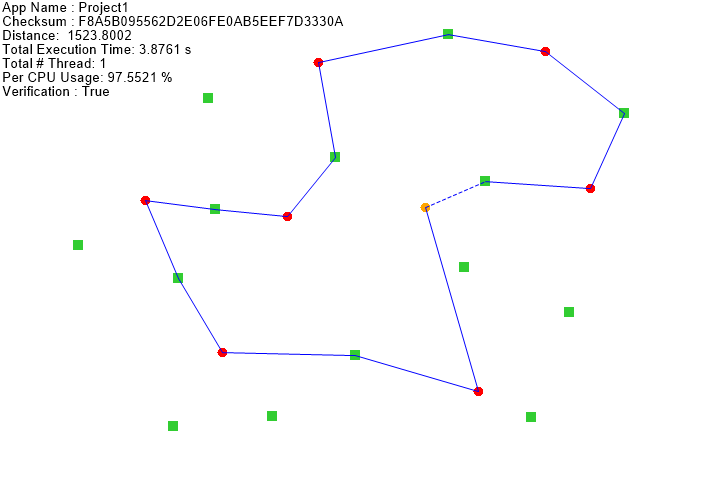 App Name : Project1
Checksum : F8A5B095562D2E06FE0AB5EEF7D3330A
Distance:  1523.8002
Total Execution Time: 3.8761 s
Total # Thread: 1
Per CPU Usage: 97.5521 %
Verification : True